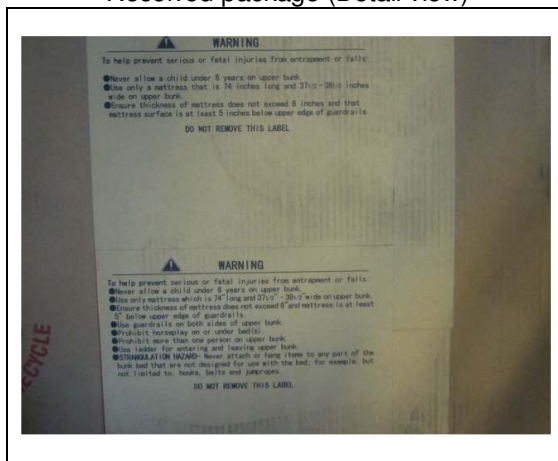 Received package (Detail view)
WARNING
To help prevent serious or fatal injuries from entrapment or falls:
●Never allow a child under 6 years on upper bunk.
●Use only a mattress that is 74 inches long and 37 1/2 - 38 1/2 inches
wide on upper bunk.
●Ensure thickness of mattress does not exceed 6 inches and that
mattress surface is at least 5 inches below upper edge of guardrails.
DO NOT REMOVE THIS LABEL
WARNING
To help prevent serious or fatal injuries from entrapment or falls:
●Never allow a child under 6 years on upper bunk.
●Use only mattress which is 74" long and 37 1/2" - 38 1/2" wide on upper bunk.
●Ensure thickness of mattress does not exceed 6" and mattress is at least
5" below upper edge of guardrails.
●Use guardrails on both sides of upper bunk.
●Prohibit horseplay on or under bed(s).
●Prohibit more than one person on upper bunk.
●Use ladder for entering and leaving upper bunk.
●STRANGULATION HAZARD- Never attach or hang items to any part of the
bunk bed that are not designed for use with the bed; for example, but
not limited to, hooks, belts and jumpropes.
DO NOT REMOVE THIS LABEL
ECYCLE